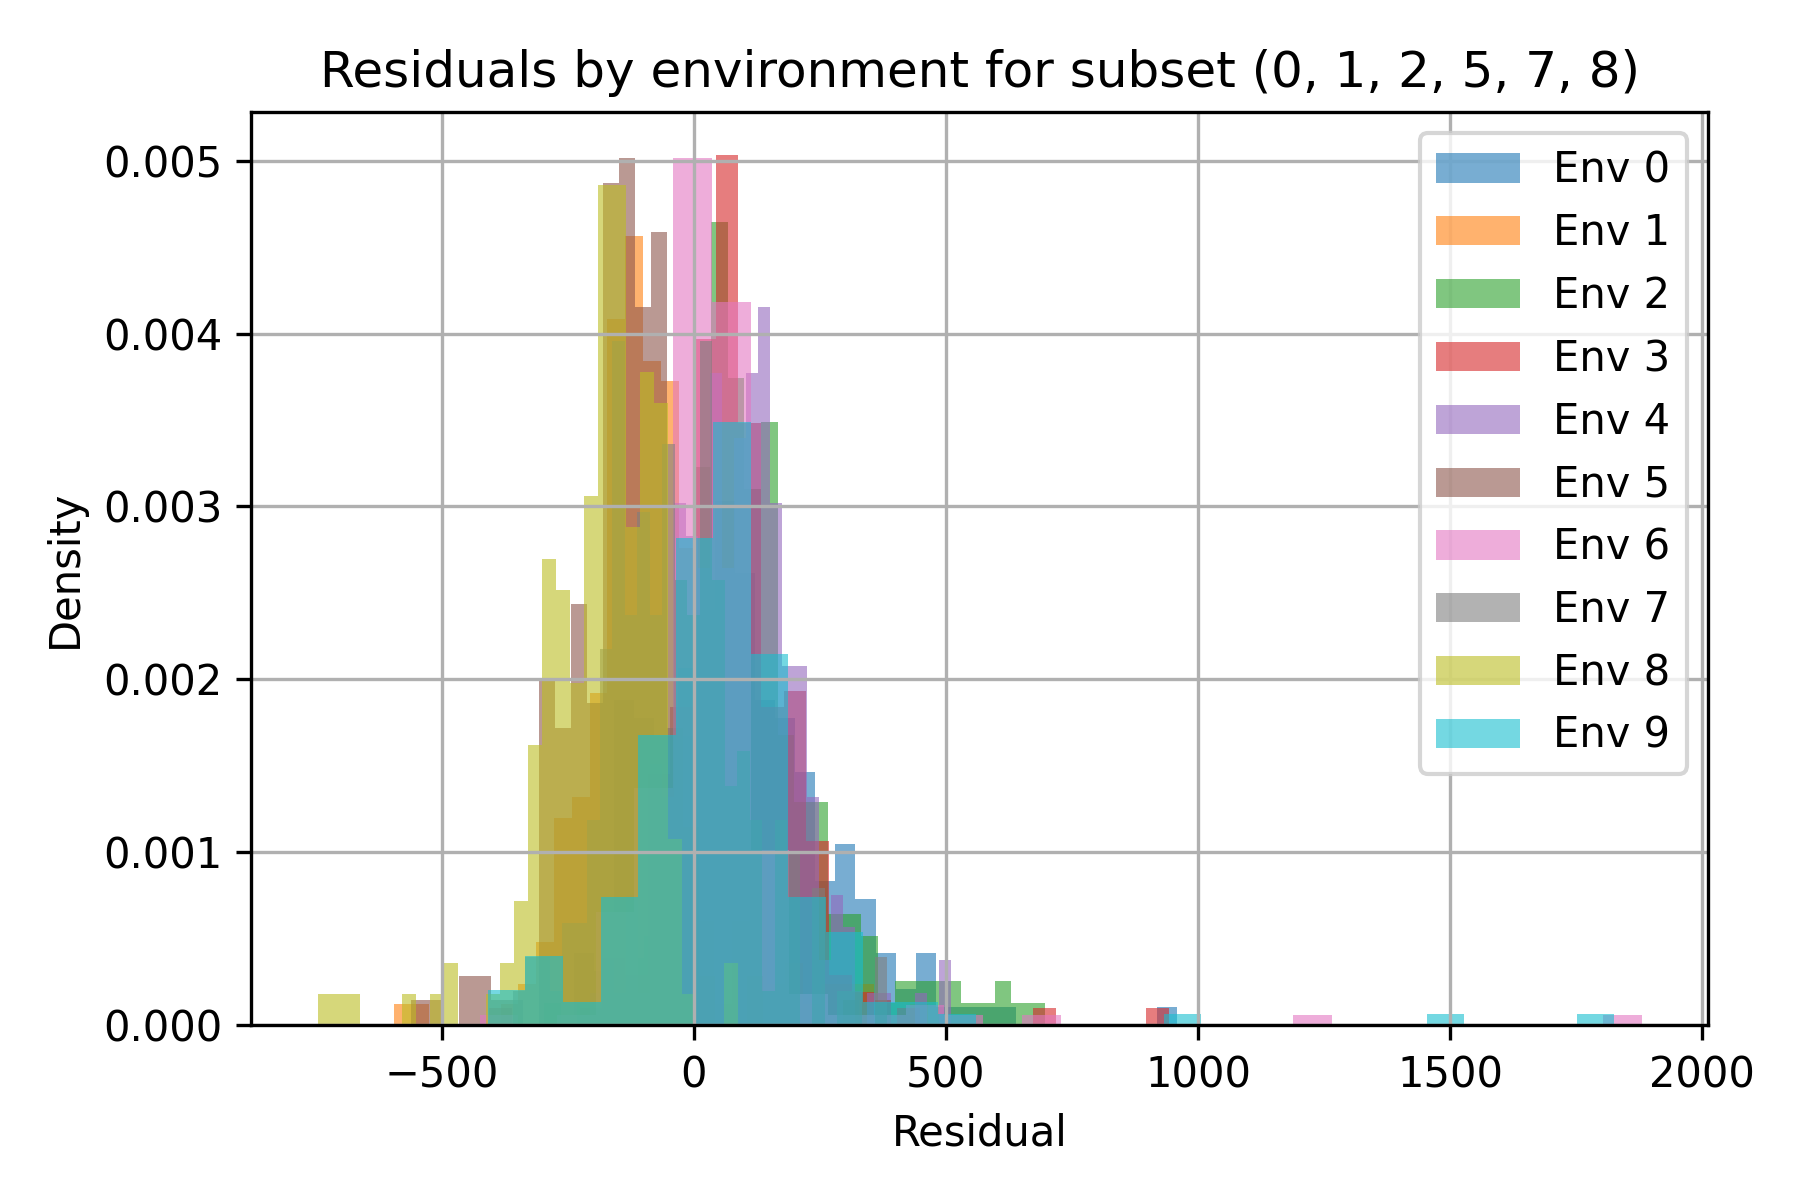 Residuals by environment for subset (0, 1, 2, 5, 7, 8)
0.005
0.004
0.003
0.002
0.001
0.000
Density
−500
0
500
1000
1500
2000
Residual
Env 0
Env 1
Env 2
Env 3
Env 4
Env 5
Env 6
Env 7
Env 8
Env 9